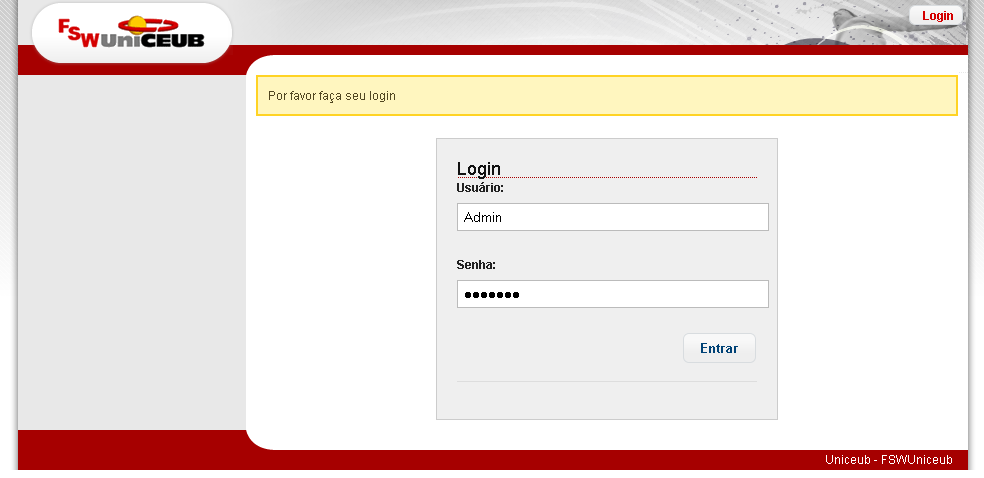 FSWUniCEUB
Login
Por favor faça seu login
Login
Usuário:
Admin
Senha:
•••••••
Entrar
Uniceub - FSWUniceub